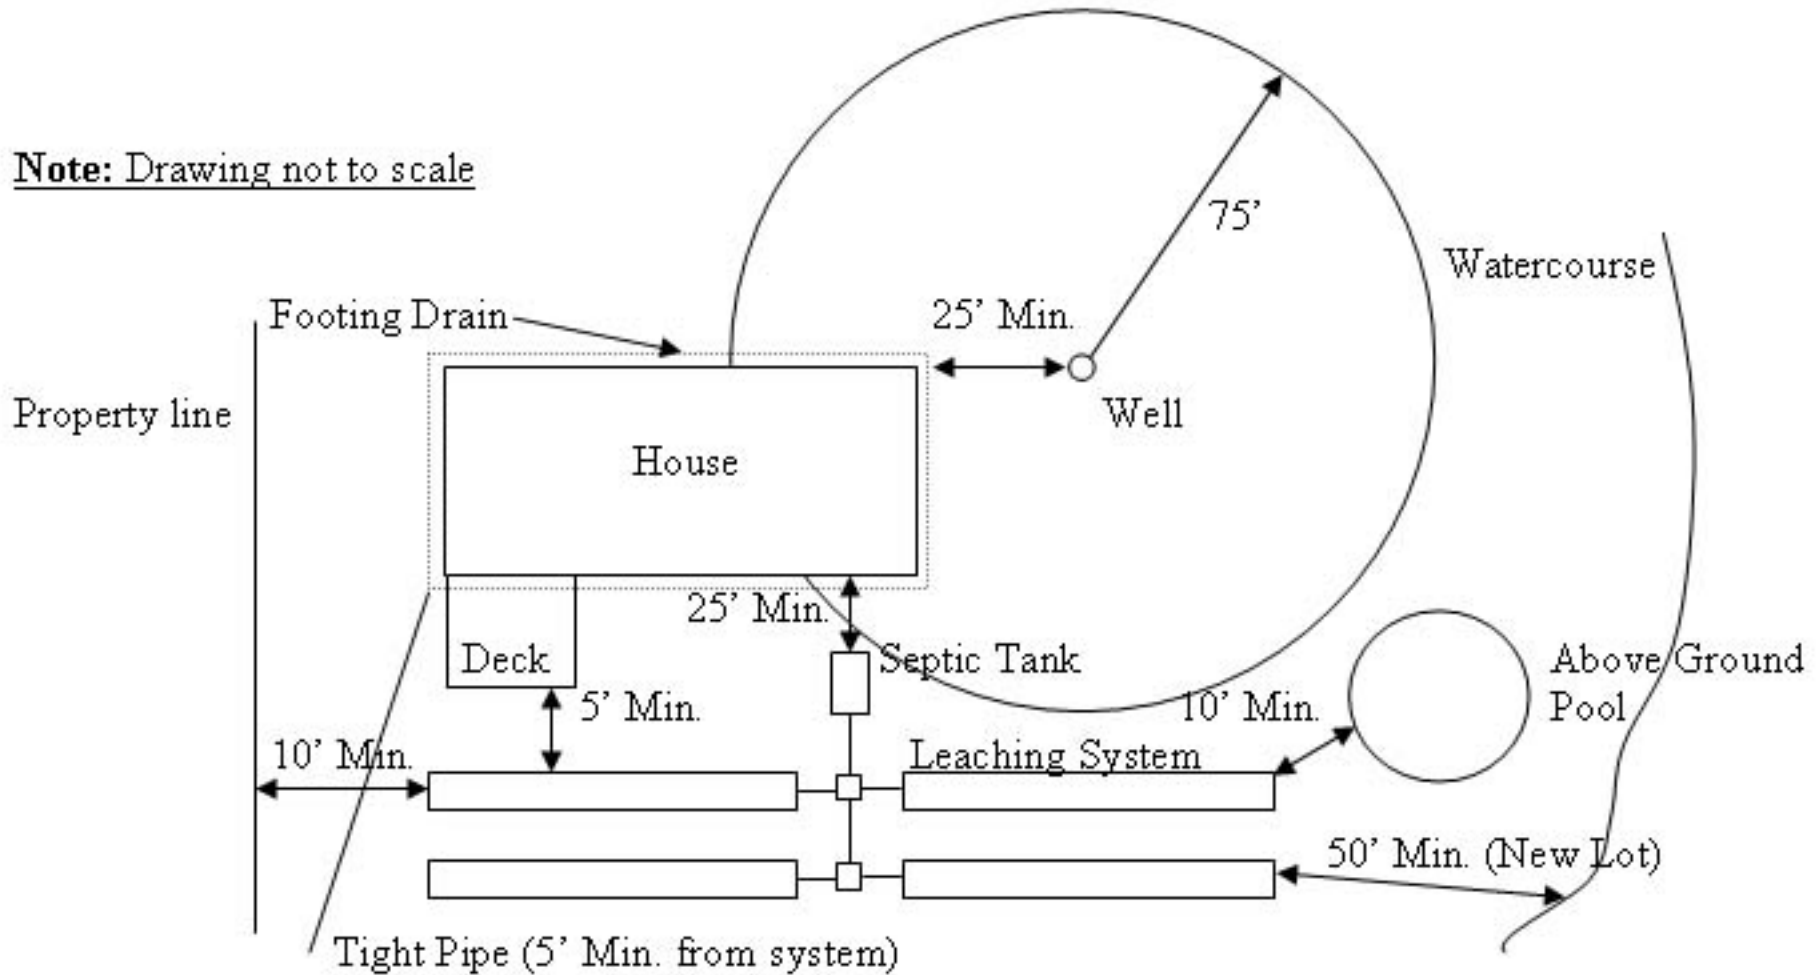 Note: Drawing not to scale
75’
Watercourse
Footing Drain
25’ Min.
Property line
Well
House
25’ Min.
Deck
Septic Tank
Above Ground
Pool
5’ Min.
10’ Min.
10’ Min.
Leaching System
50’ Min. (New Lot)
Tight Pipe (5’ Min. from system)